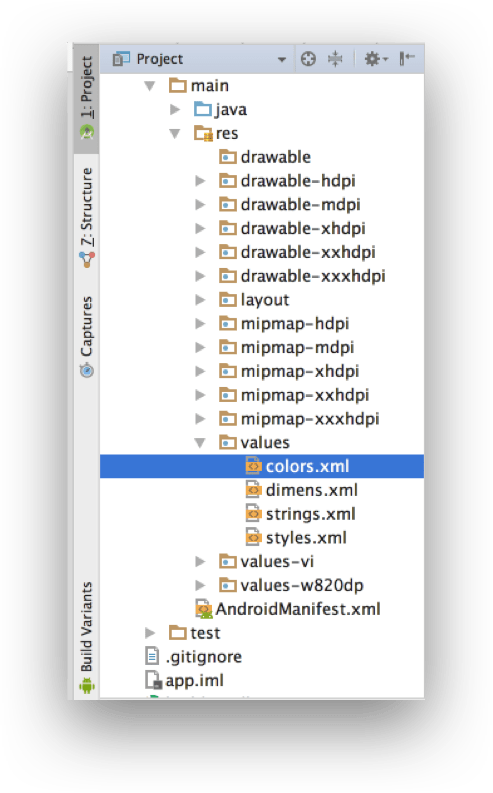 Project
main
java
res
drawable
drawable-hdpi
drawable-mdpi
drawable-xhdpi
drawable-xxhdpi
drawable-xxxhdpi
layout
mipmap-hdpi
mipmap-mdpi
mipmap-xhdpi
mipmap-xxhdpi
mipmap-xxxhdpi
values
colors.xml
dimens.xml
strings.xml
styles.xml
values-vi
values-w820dp
AndroidManifest.xml
test
.gitignore
app.iml
1: Project
Z: Structure
Captures
Build Variants